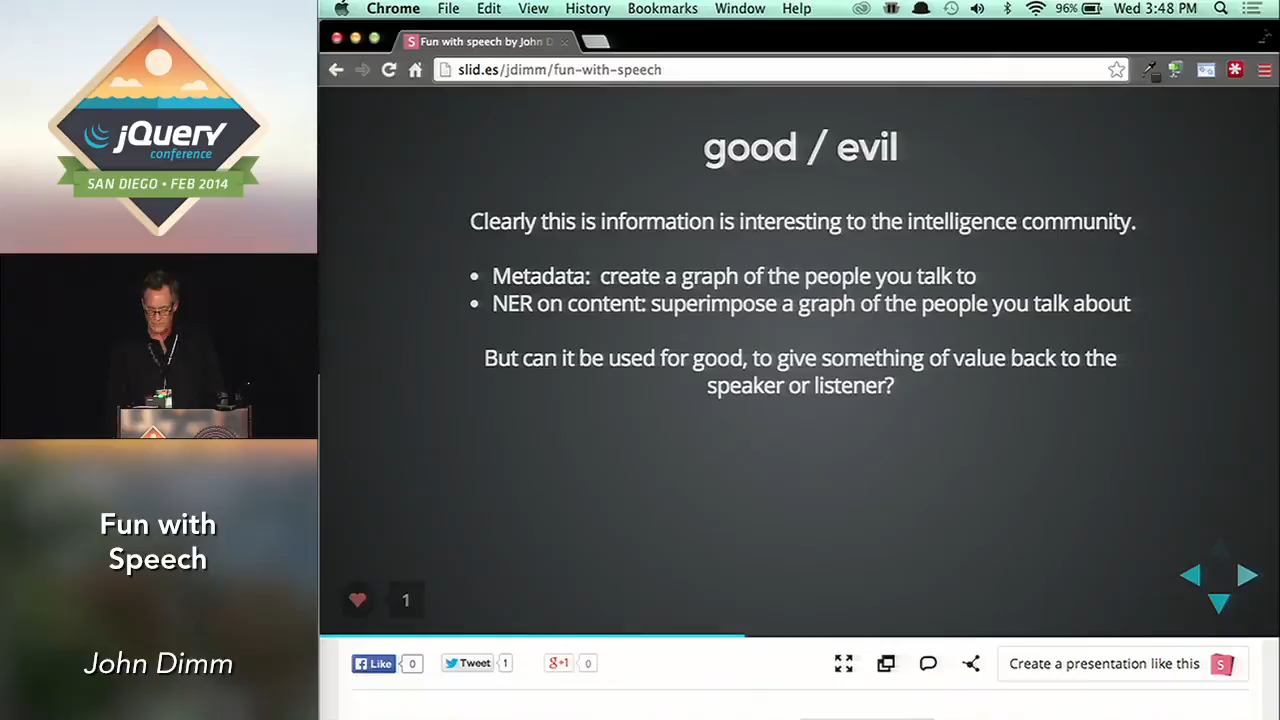 Chrome File Edit View History Bookmarks Window Help 96% Wed 3:48 PM
S Fun with speech by John D
slid.es/jdimm/fun-with-speech
jQuery
conference
SAN DIEGO • FEB 2014
good / evil
Clearly this is information is interesting to the intelligence community.
• Metadata: create a graph of the people you talk to
• NER on content: superimpose a graph of the people you talk about
But can it be used for good, to give something of value back to the
speaker or listener?
1
Fun with
Speech
John Dimm
Like 0 Tweet 1 g+1 0 Create a presentation like this S